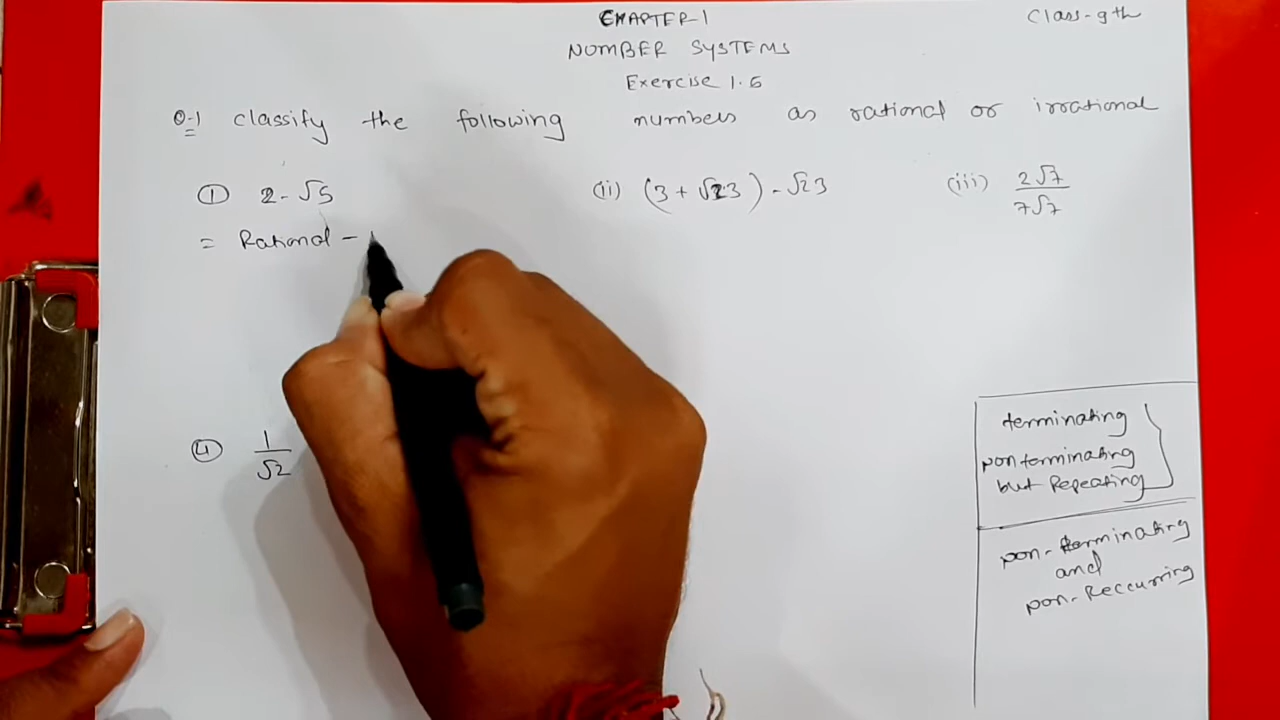 CHAPTER-1
Class-9th
NUMBER SYSTEMS
Exercise 1.5
Q-1 classify the following numbers as rational or irrational
① 2-√5
(ii) (3 + √23) - √23
(iii) 2√7 / 7√7
= Rational -
④ 1 / √2
terminating
non terminating
but Repeating
non-terminating
and
non-Reccurring